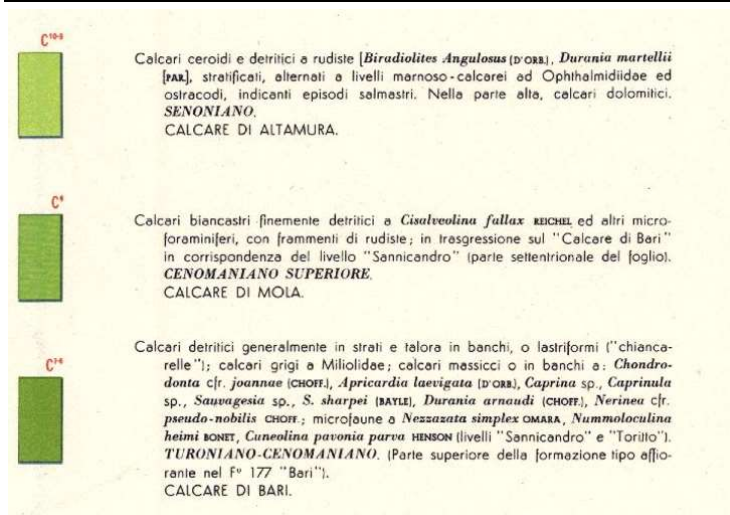 C¹⁰⁻⁸
Calcari ceroidi e detritici a rudiste [Biradiolites Angulosus (D'ORB.), Durania martellii
(PAR.], stratificati, alternati a livelli marnoso-calcarei ad Ophthalmidiidae ed
ostracodi, indicanti episodi salmastri. Nella parte alta, calcari dolomitici.
SENONIANO.
CALCARE DI ALTAMURA.
Calcari biancastri finemente detritici a Cisalveolina fallax REICHEL ed altri micro-
foraminiferi, con frammenti di rudiste; in trasgressione sul "Calcare di Bari"
in corrispondenza del livello "Sannicandro" (parte settentrionale del foglio).
CENOMANIANO SUPERIORE.
CALCARE DI MOLA.
Calcari detritici generalmente in strati e talora in banchi, o lastriformi ("chianca-
relle"); calcari grigi a Miliolidae; calcari massicci o in banchi a: Chondro-
donta cfr. joannae (CHOFF.), Apricardia laevigata (D'ORB.), Caprina sp., Caprinula
sp., Sauvagesia sp., S. sharpei (BAYLE), Durania arnaudi (CHOFF.), Nerinea cfr.
pseudo-nobilis CHOFF.; microfaune a Nezzazata simplex OMARA, Nummoloculina
heimi BONET, Cuneolina pavonia parva HENSON (livelli "Sannicandro" e "Toritto").
TURONIANO-CENOMANIANO. (Parte superiore della formazione tipo affio-
rante nel Fº 177 "Bari").
CALCARE DI BARI.